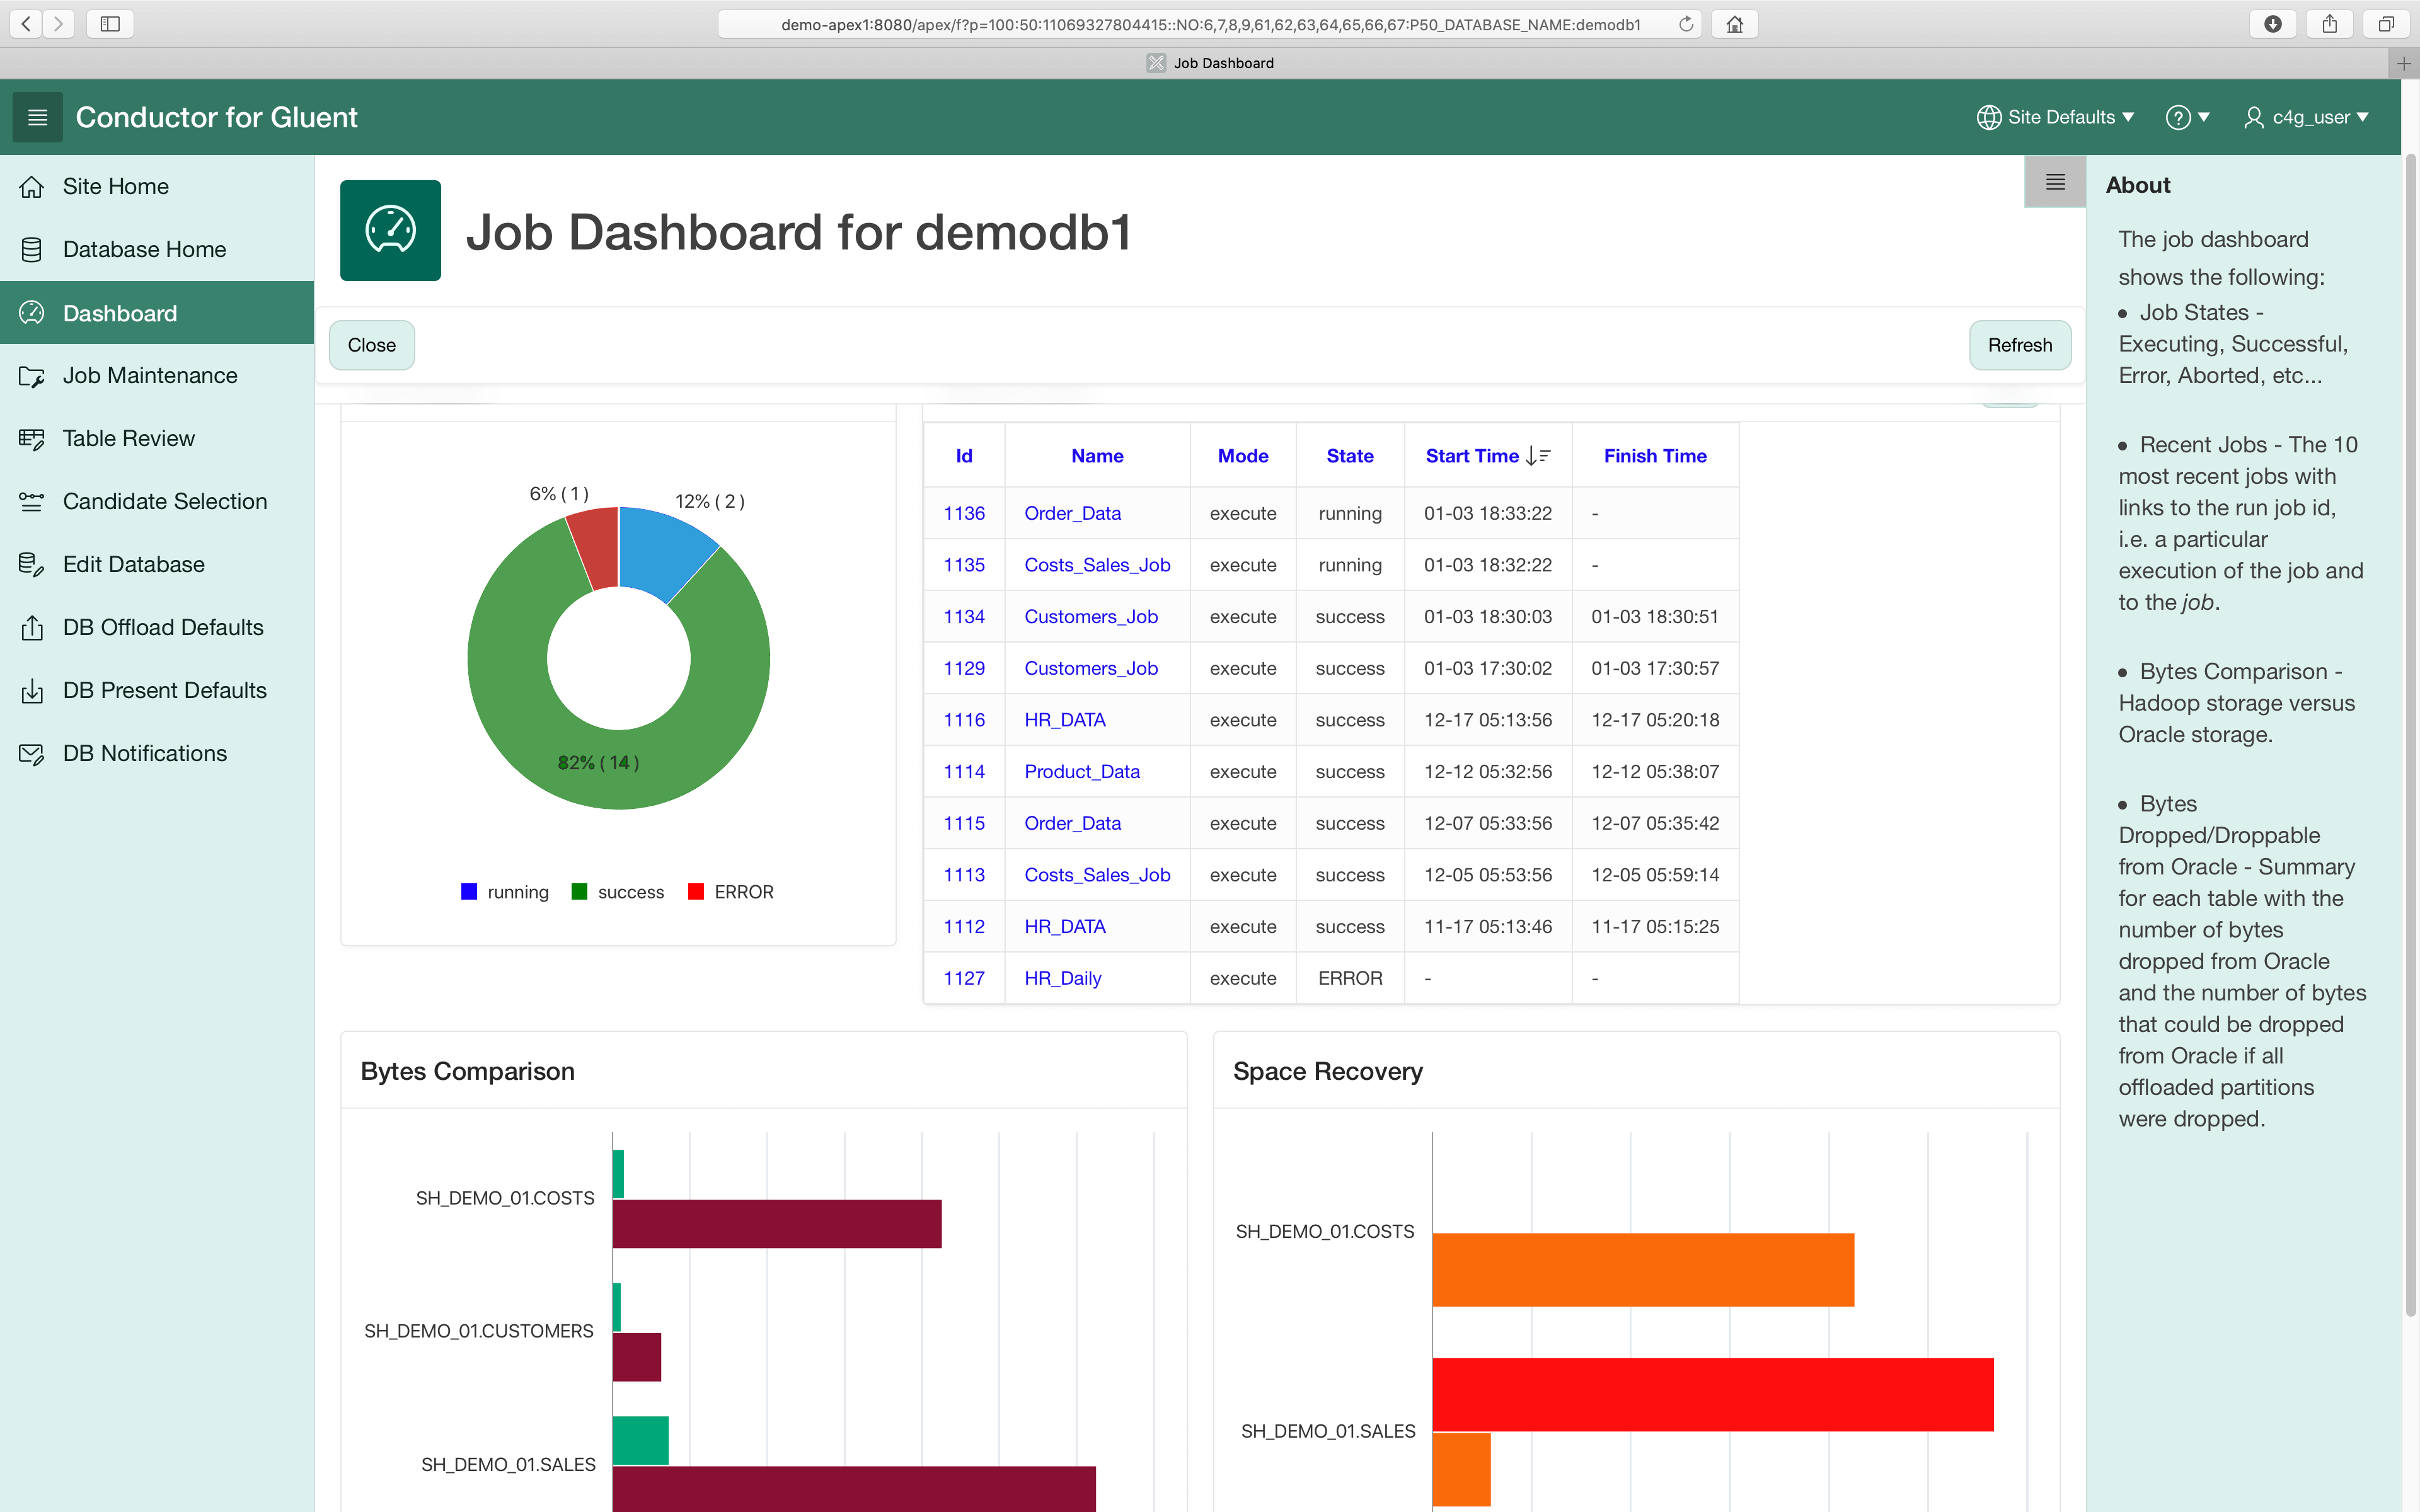 demo-apex1:8080/apex/f?p=100:50:11069327804415::NO:6,7,8,9,61,62,63,64,65,66,67:P50_DATABASE_NAME:demodb1
Job Dashboard
Conductor for Gluent
Site Defaults
?
c4g_user
Site Home
Database Home
Dashboard
Job Maintenance
Table Review
Candidate Selection
Edit Database
DB Offload Defaults
DB Present Defaults
DB Notifications
Job Dashboard for demodb1
Close
Refresh
6% ( 1 )
12% ( 2 )
82% ( 14 )
running success ERROR
Id Name Mode State Start Time Finish Time
1136 Order_Data execute running 01-03 18:33:22 -
1135 Costs_Sales_Job execute running 01-03 18:32:22 -
1134 Customers_Job execute success 01-03 18:30:03 01-03 18:30:51
1129 Customers_Job execute success 01-03 17:30:02 01-03 17:30:57
1116 HR_DATA execute success 12-17 05:13:56 12-17 05:20:18
1114 Product_Data execute success 12-12 05:32:56 12-12 05:38:07
1115 Order_Data execute success 12-07 05:33:56 12-07 05:35:42
1113 Costs_Sales_Job execute success 12-05 05:53:56 12-05 05:59:14
1112 HR_DATA execute success 11-17 05:13:46 11-17 05:15:25
1127 HR_Daily execute ERROR - -
Bytes Comparison
SH_DEMO_01.COSTS
SH_DEMO_01.CUSTOMERS
SH_DEMO_01.SALES
Space Recovery
SH_DEMO_01.COSTS
SH_DEMO_01.SALES
About
The job dashboard
shows the following:
• Job States -
Executing, Successful,
Error, Aborted, etc...
• Recent Jobs - The 10
most recent jobs with
links to the run job id,
i.e. a particular
execution of the job and
to the job.
• Bytes Comparison -
Hadoop storage versus
Oracle storage.
• Bytes
Dropped/Droppable
from Oracle - Summary
for each table with the
number of bytes
dropped from Oracle
and the number of bytes
that could be dropped
from Oracle if all
offloaded partitions
were dropped.